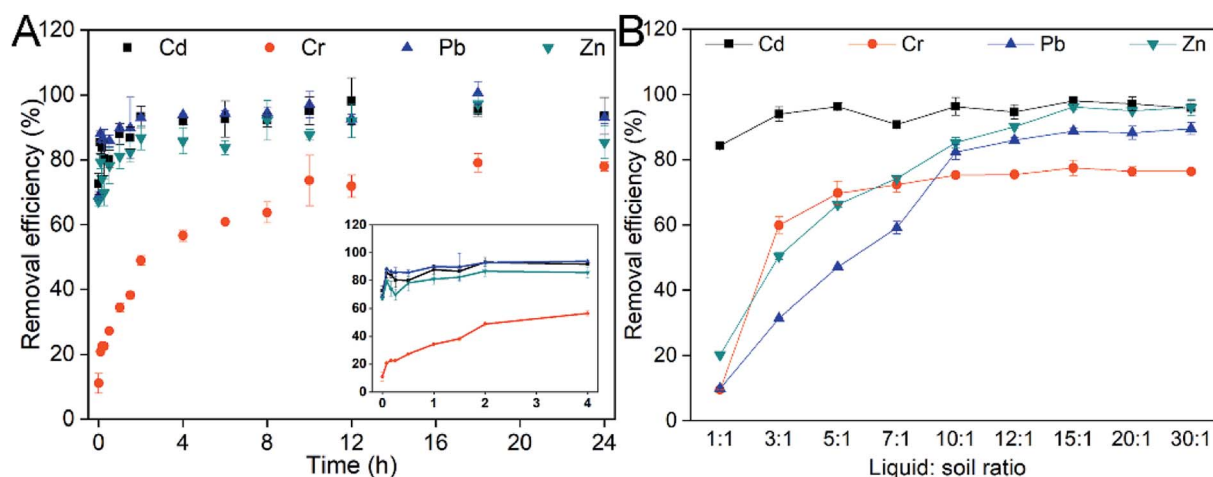 A
Cd Cr Pb Zn
Removal efficiency (%)
120
100
80
60
40
20
0
0 4 8 12 16 20 24
Time (h)
120
100
80
60
40
20
0
0 1 2 3 4
B
Cd Cr Pb Zn
Removal efficiency (%)
120
100
80
60
40
20
0
1:1 3:1 5:1 7:1 10:1 12:1 15:1 20:1 30:1
Liquid: soil ratio